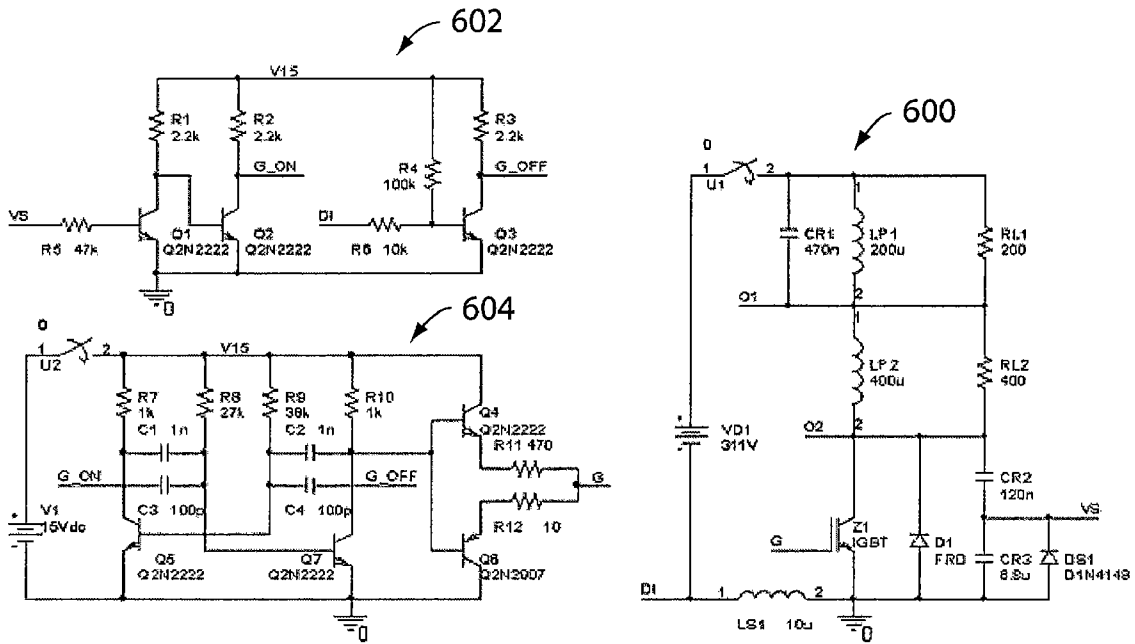 602
V15
R1
2.2k
R2
2.2k
R3
2.2k
G_ON
R4
100k
G_OFF
VS
R5 47k
Q1
Q2N2222
Q2
Q2N2222
DI
R6 10k
Q3
Q2N2222
0
604
0
1
2
U2
V15
R7
1k
R8
27k
R9
39k
R10
1k
C1 1n
C2 1n
Q4
Q2N2222
R11 470
G_ON
G_OFF
G
C3 100p
C4 100p
R12 10
V1
15Vdc
Q5
Q2N2222
Q7
Q2N2222
Q6
Q2N2907
0
600
0
1
2
U1
1
CR1
470n
LP1
200u
RL1
200
O1
2
1
LP2
400u
RL2
400
VD1
311V
O2
2
CR2
120n
VS
G
Z1
IGBT
D1
FRD
CR3
6.8u
DS1
D1N4148
DI
1
2
LS1 10u
0